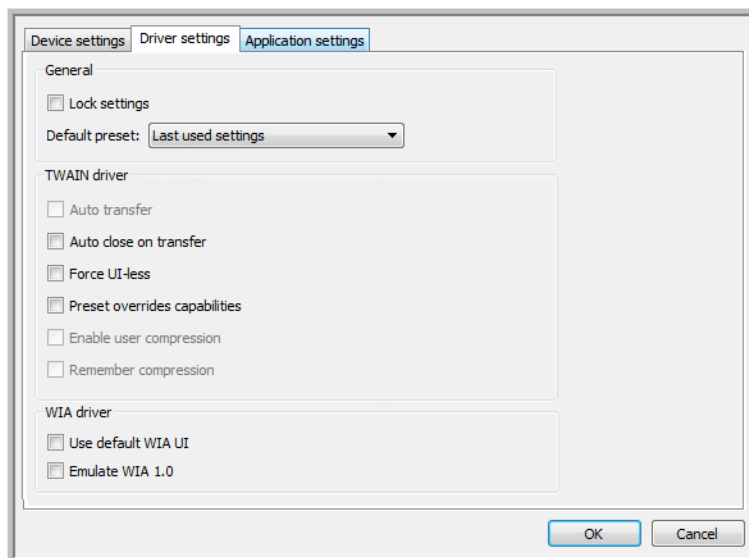 Device settings
Driver settings
Application settings
General
Lock settings
Default preset: Last used settings
TWAIN driver
Auto transfer
Auto close on transfer
Force UI-less
Preset overrides capabilities
Enable user compression
Remember compression
WIA driver
Use default WIA UI
Emulate WIA 1.0
OK
Cancel